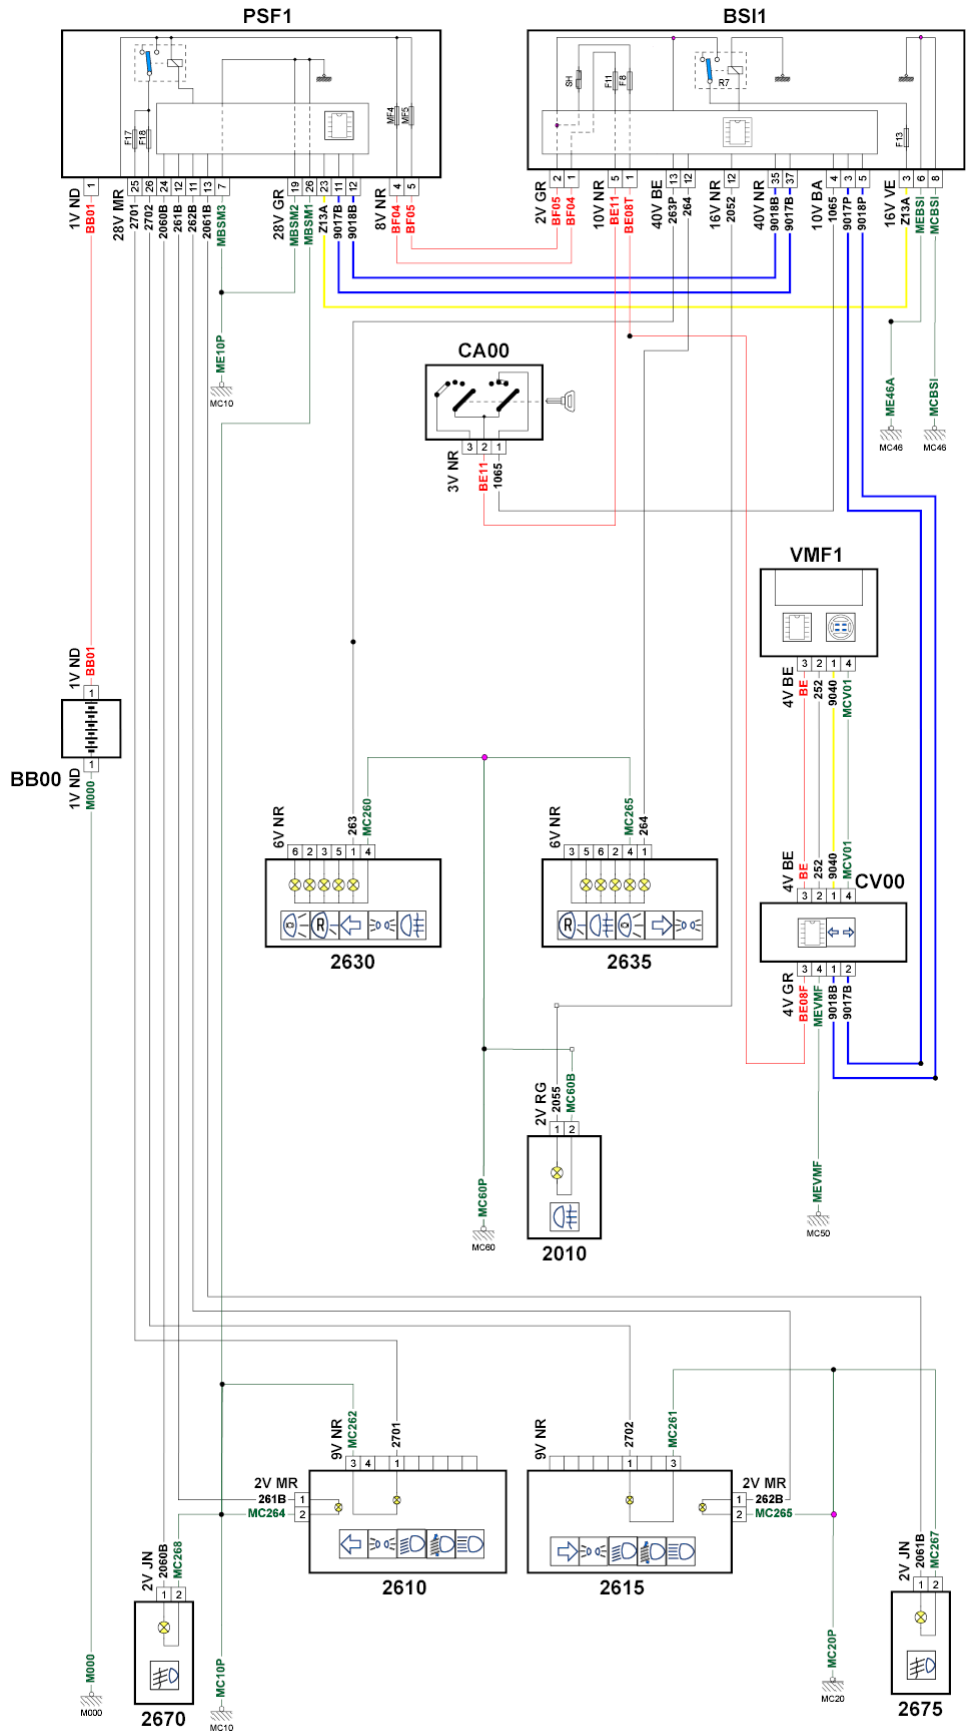 PSF1
BSI1
MF4
MF5
F17
F18
SH
F11
F8
R7
F13
1
25
26
24
12
11
13
7
19
26
23
11
12
4
5
2
1
5
1
13
12
12
35
37
4
3
5
3
6
8
1V ND
BB01
28V MR
2701
2702
2060B
261B
262B
2061B
MBSM3
28V GR
MBSM2
MBSM1
Z13A
9017B
9018B
8V NR
BF04
BF05
2V GR
BF05
BF04
10V NR
BE11
BE08T
40V BE
263P
264
16V NR
2052
40V NR
9018B
9017B
10V BA
1065
9017P
9018P
16V VE
Z13A
MEBSI
MCBSI
ME10P
MC10
CA00
3 2 1
3V NR
BE11
1065
ME46A
MCBSI
MC46
MC46
VMF1
3 2 1 4
4V BE
BE
252
9040
MCV01
1V ND
BB01
1
1
BB00
1V ND
M000
6V NR
263
MC260
6 2 3 5 1 4
R
2630
6V NR
MC265
264
3 5 6 2 4 1
R
2635
4V BE
BE
252
9040
MCV01
3 2 1 4
CV00
3 4 1 2
4V GR
BE08F
MEVMF
9018B
9017B
2V RG
2055
MC60B
1 2
2010
MC60P
MC60
MEVMF
MC50
9V NR
MC262
2701
3 4 1
2V MR
261B
MC264
1
2
2610
9V NR
2702
MC261
1 3
2V MR
262B
MC265
1
2
2615
2V JN
2060B
MC268
1 2
2670
M000
M000
MC10P
MC10
MC20P
MC20
2V JN
2061B
MC267
1 2
2675